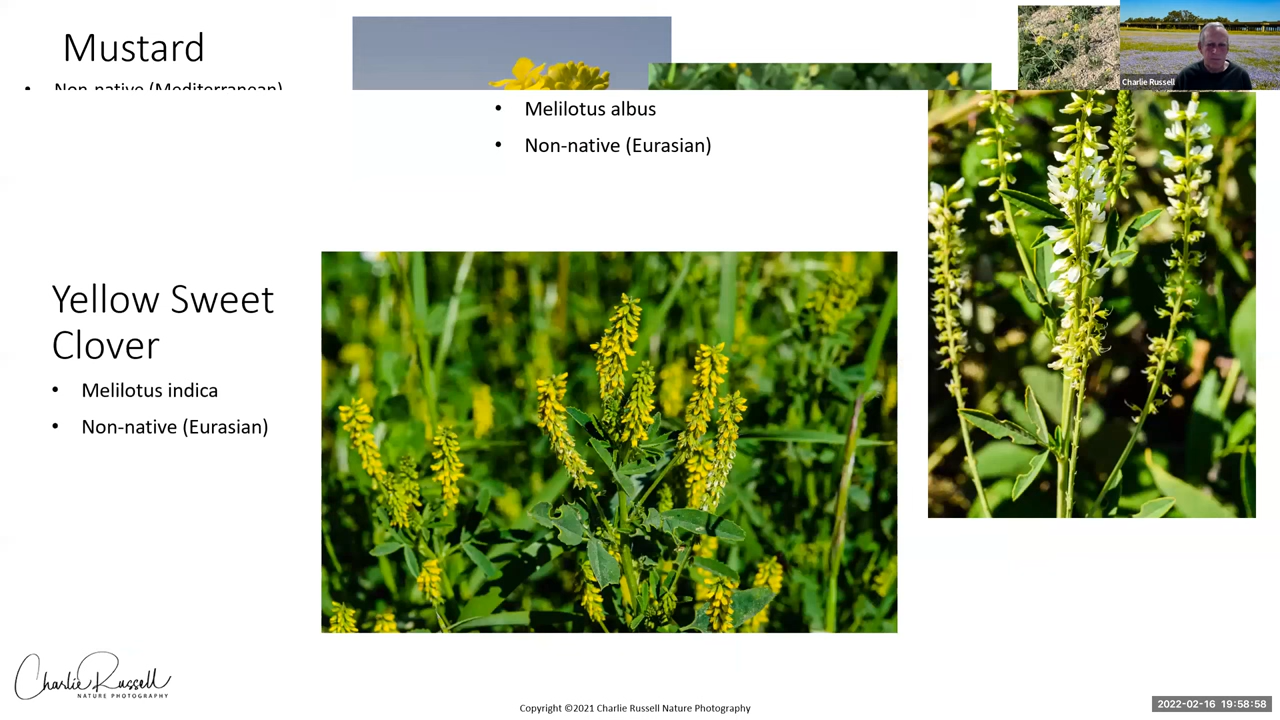 Mustard
• Non-native (Mediterranean)
Charlie Russell
• Melilotus albus
• Non-native (Eurasian)
Yellow Sweet
Clover
• Melilotus indica
• Non-native (Eurasian)
Charlie Russell
NATURE PHOTOGRAPHY
Copyright ©2021 Charlie Russell Nature Photography
2022-02-16 19:58:58